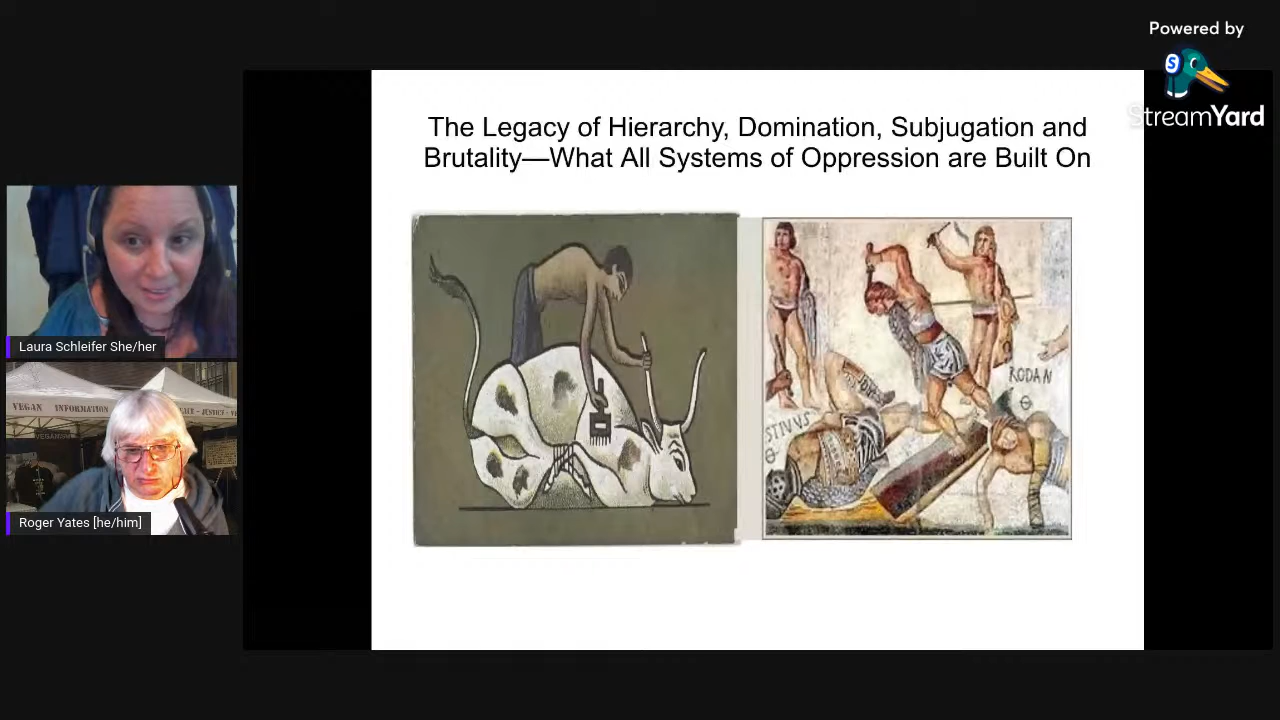 Powered by
StreamYard
The Legacy of Hierarchy, Domination, Subjugation and
Brutality—What All Systems of Oppression are Built On
Laura Schleifer She/her
VEGAN INFORMATION
Roger Yates [he/him]
RODAN
STIVUS